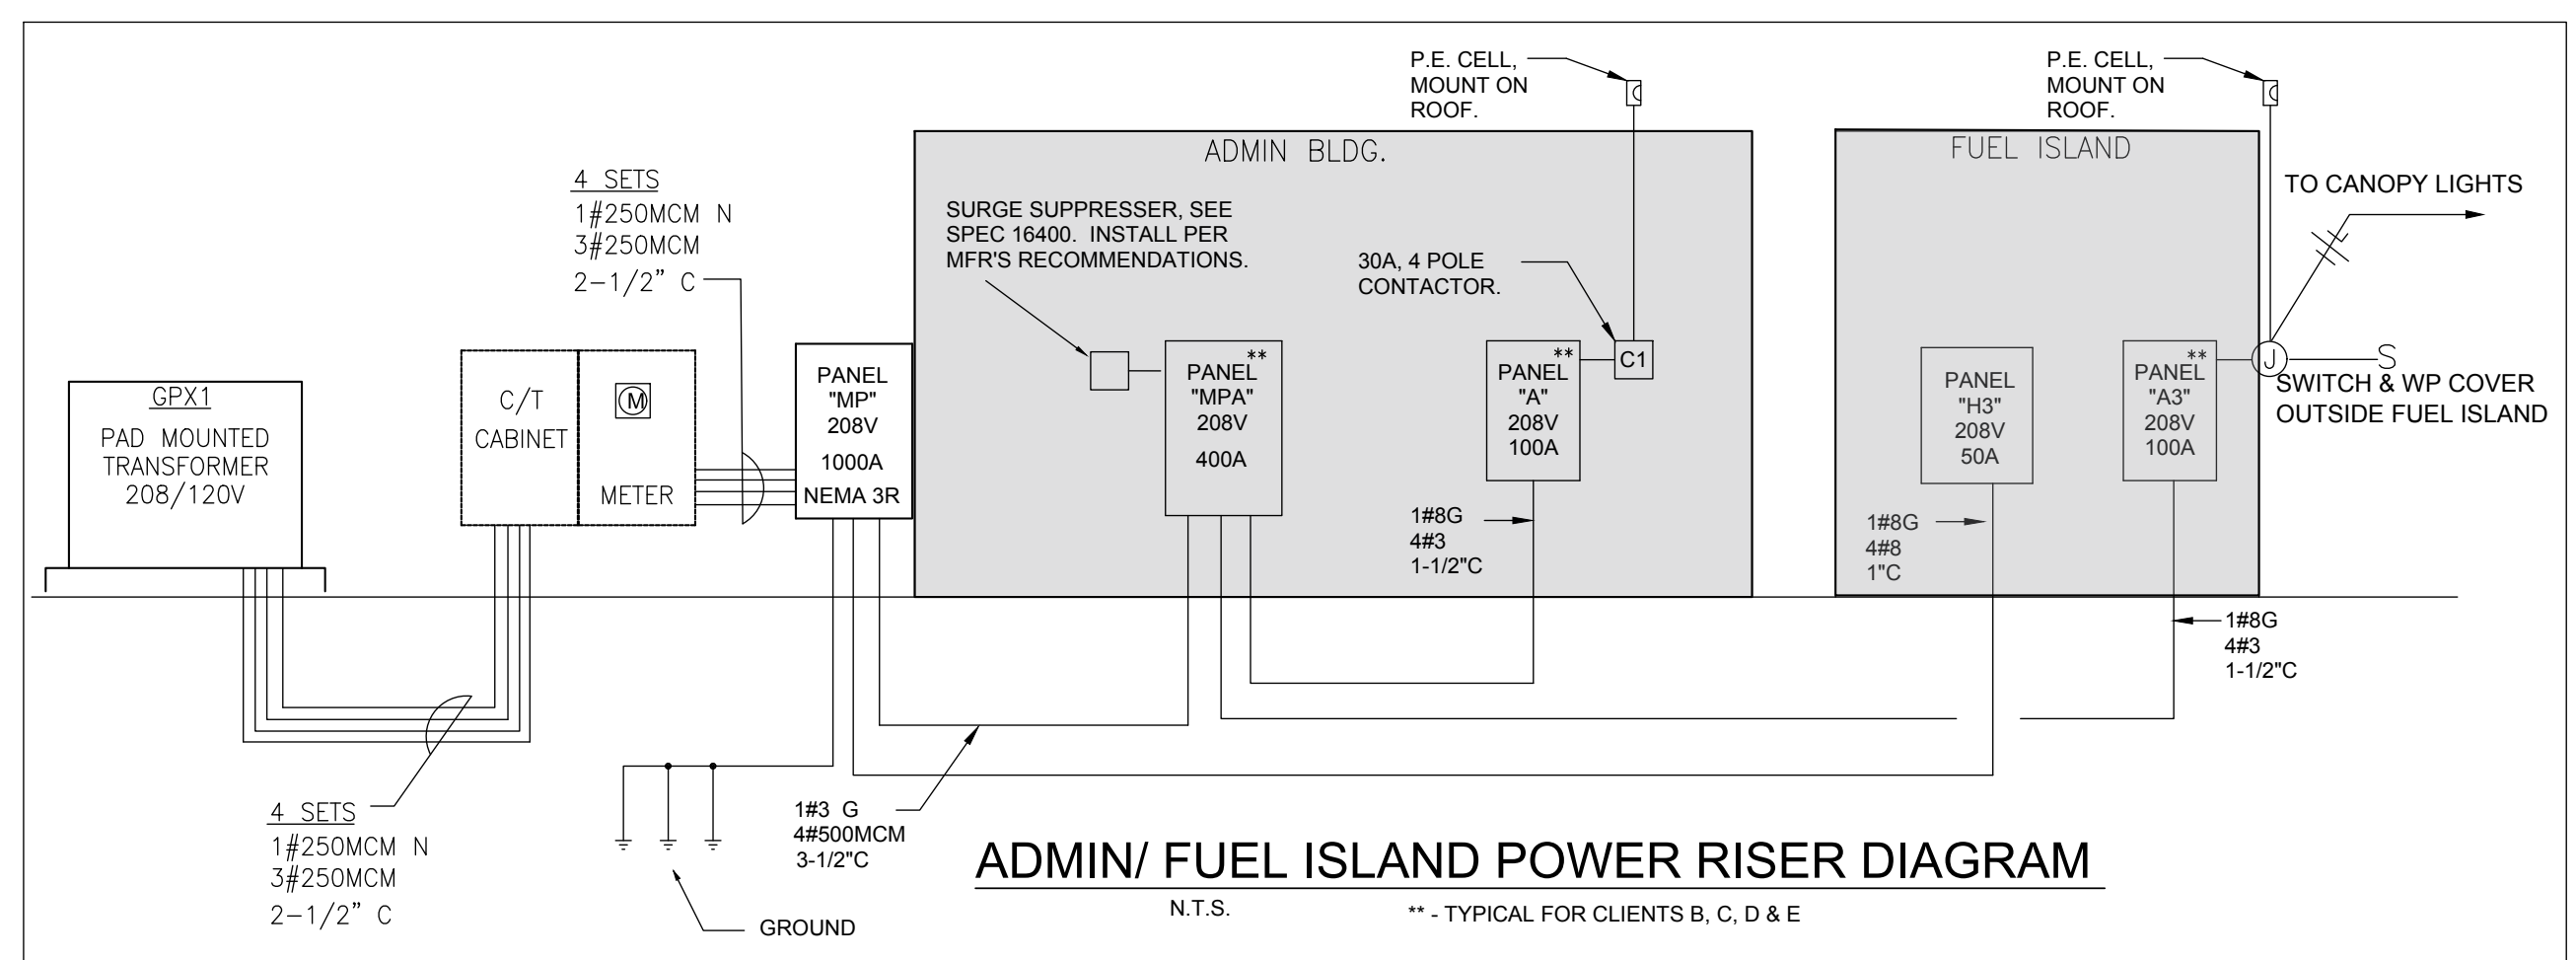 P.E. CELL,
MOUNT ON
ROOF.
P.E. CELL,
MOUNT ON
ROOF.
ADMIN BLDG.
FUEL ISLAND
4 SETS
1#250MCM N
3#250MCM
2-1/2" C
SURGE SUPPRESSER, SEE
SPEC 16400. INSTALL PER
MFR'S RECOMMENDATIONS.
30A, 4 POLE
CONTACTOR.
TO CANOPY LIGHTS
GPX1
PAD MOUNTED
TRANSFORMER
208/120V
C/T
CABINET
M
METER
PANEL
"MP"
208V
1000A
NEMA 3R
**
PANEL
"MPA"
208V
400A
**
PANEL
"A"
208V
100A
C1
PANEL
"H3"
208V
50A
**
PANEL
"A3"
208V
100A
J
S
SWITCH & WP COVER
OUTSIDE FUEL ISLAND
1#8G
4#3
1-1/2"C
1#8G
4#8
1"C
1#8G
4#3
1-1/2"C
4 SETS
1#250MCM N
3#250MCM
2-1/2" C
1#3 G
4#500MCM
3-1/2"C
GROUND
ADMIN/ FUEL ISLAND POWER RISER DIAGRAM
N.T.S.
** - TYPICAL FOR CLIENTS B, C, D & E